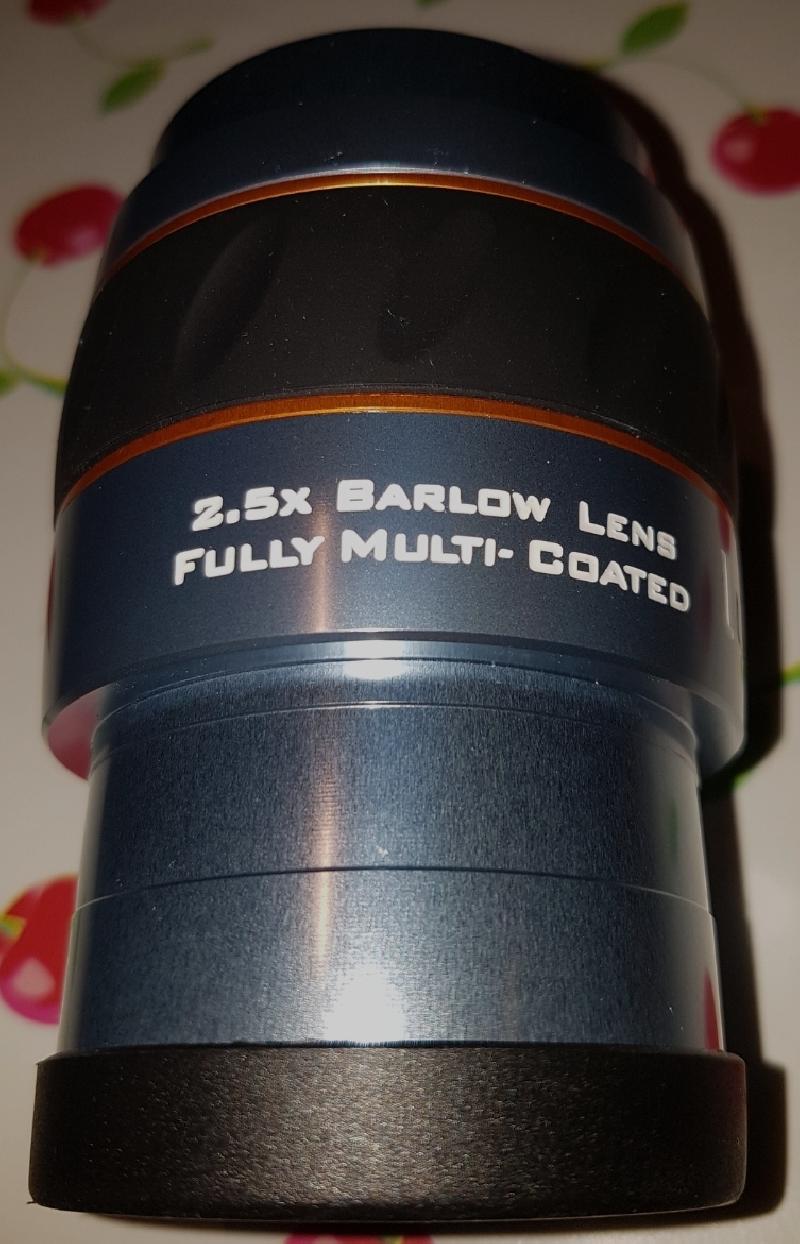 2.5x BARLOW LENS
FULLY MULTI-COATED